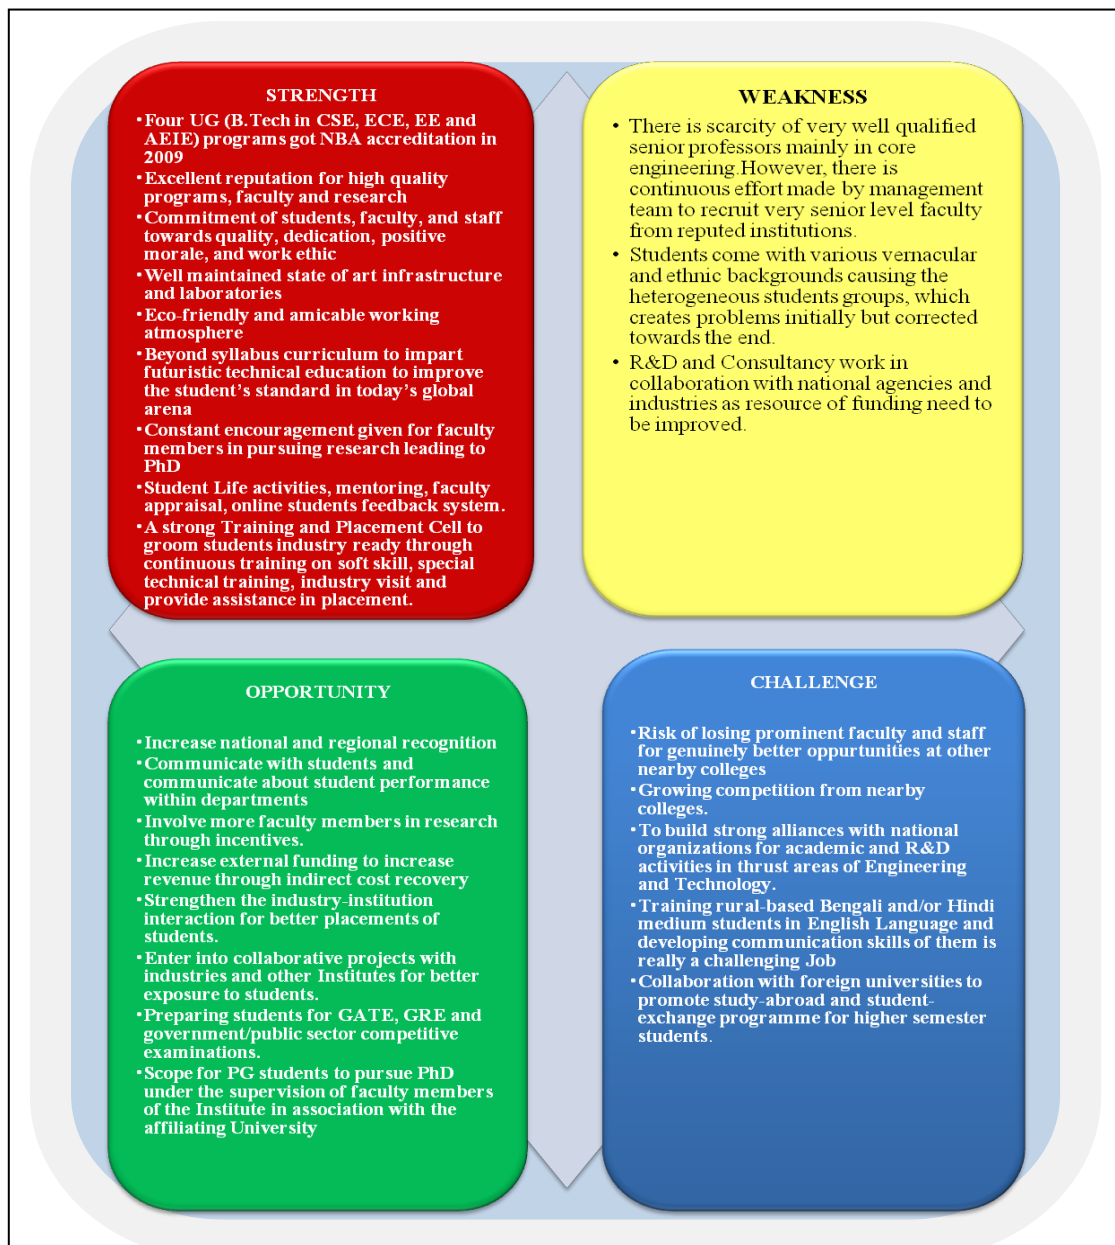 STRENGTH
•Four UG (B.Tech in CSE, ECE, EE and
AEIE) programs got NBA accreditation in
2009
•Excellent reputation for high quality
programs, faculty and research
•Commitment of students, faculty, and staff
towards quality, dedication, positive
morale, and work ethic
•Well maintained state of art infrastructure
and laboratories
•Eco-friendly and amicable working
atmosphere
•Beyond syllabus curriculum to impart
futuristic technical education to improve
the student's standard in today's global
arena
•Constant encouragement given for faculty
members in pursuing research leading to
PhD
•Student Life activities, mentoring, faculty
appraisal, online students feedback system.
•A strong Training and Placement Cell to
groom students industry ready through
continuous training on soft skill, special
technical training, industry visit and
provide assistance in placement.
WEAKNESS
• There is scarcity of very well qualified
senior professors mainly in core
engineering.However, there is
continuous effort made by management
team to recruit very senior level faculty
from reputed institutions.
• Students come with various vernacular
and ethnic backgrounds causing the
heterogeneous students groups, which
creates problems initially but corrected
towards the end.
• R&D and Consultancy work in
collaboration with national agencies and
industries as resource of funding need to
be improved.
OPPORTUNITY
•Increase national and regional recognition
•Communicate with students and
communicate about student performance
within departments
•Involve more faculty members in research
through incentives.
•Increase external funding to increase
revenue through indirect cost recovery
•Strengthen the industry-institution
interaction for better placements of
students.
•Enter into collaborative projects with
industries and other Institutes for better
exposure to students.
•Preparing students for GATE, GRE and
government/public sector competitive
examinations.
•Scope for PG students to pursue PhD
under the supervision of faculty members
of the Institute in association with the
affiliating University
CHALLENGE
•Risk of losing prominent faculty and staff
for genuinely better oppurtunities at other
nearby colleges
•Growing competition from nearby
colleges.
•To build strong alliances with national
organizations for academic and R&D
activities in thrust areas of Engineering
and Technology.
•Training rural-based Bengali and/or Hindi
medium students in English Language and
developing communication skills of them is
really a challenging Job
•Collaboration with foreign universities to
promote study-abroad and student-
exchange programme for higher semester
students.